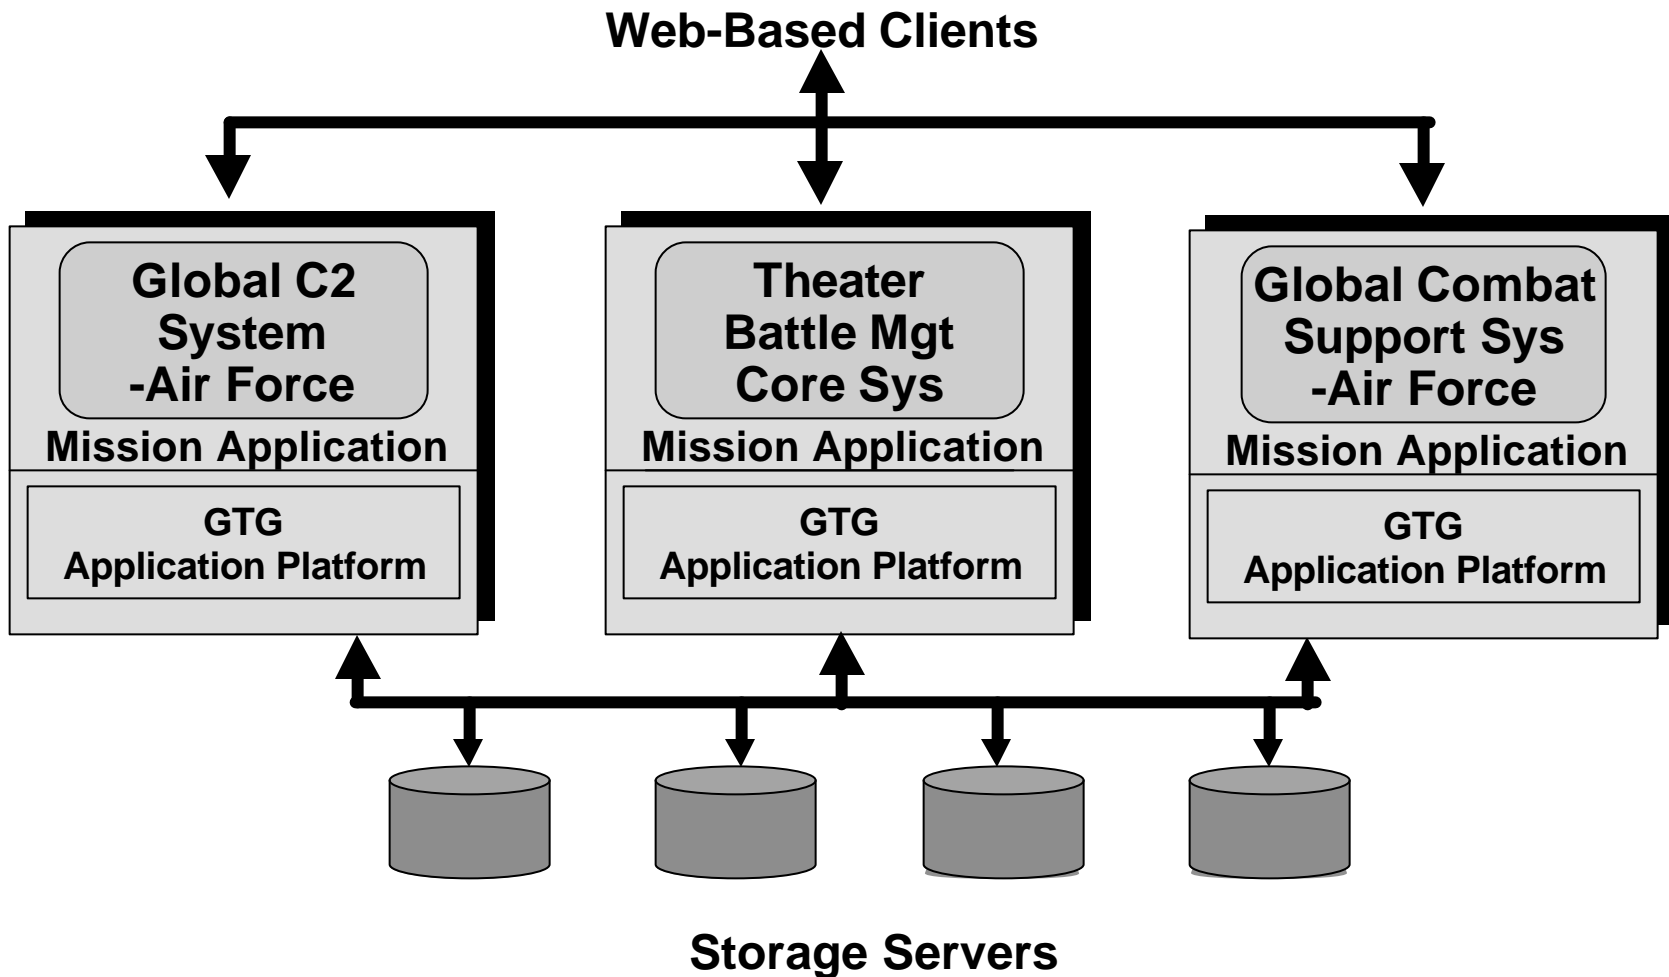 Web-Based Clients
Global C2
System
-Air Force
Mission Application
GTG
Application Platform
Theater
Battle Mgt
Core Sys
Mission Application
GTG
Application Platform
Global Combat
Support Sys
-Air Force
Mission Application
GTG
Application Platform
Storage Servers